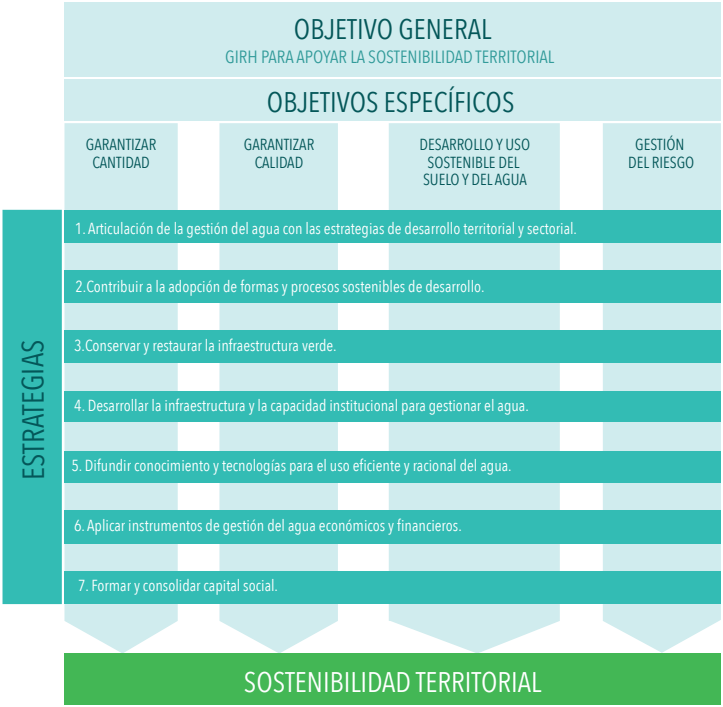 OBJETIVO GENERAL
GIRH PARA APOYAR LA SOSTENIBILIDAD TERRITORIAL
OBJETIVOS ESPECÍFICOS
GARANTIZAR
CANTIDAD
GARANTIZAR
CALIDAD
DESARROLLO Y USO
SOSTENIBLE DEL
SUELO Y DEL AGUA
GESTIÓN
DEL RIESGO
ESTRATEGIAS
1. Articulación de la gestión del agua con las estrategias de desarrollo territorial y sectorial.
2.Contribuir a la adopción de formas y procesos sostenibles de desarrollo.
3.Conservar y restaurar la infraestructura verde.
4. Desarrollar la infraestructura y la capacidad institucional para gestionar el agua.
5. Difundir conocimiento y tecnologías para el uso eficiente y racional del agua.
6. Aplicar instrumentos de gestión del agua económicos y financieros.
7. Formar y consolidar capital social.
SOSTENIBILIDAD TERRITORIAL